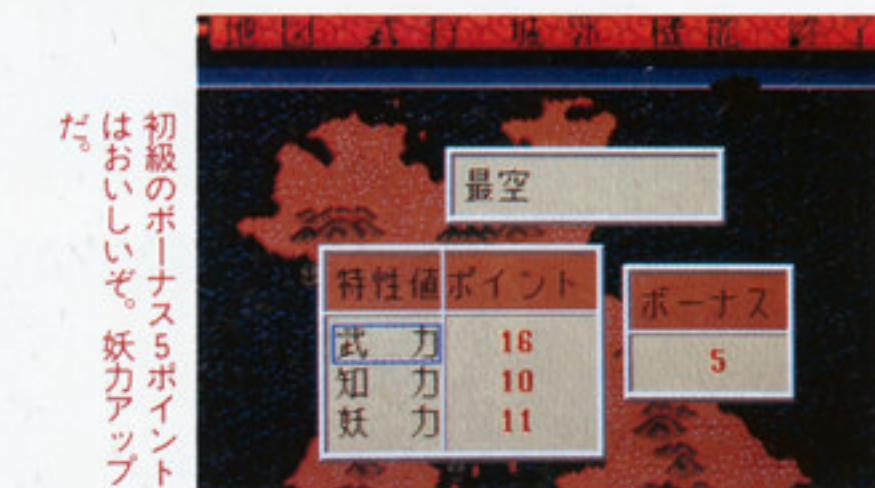 初級のボーナス5ポイント
はおいしいぞ。妖力アップ
だ。
最空
特性値 ポイント
武 力 16
知 力 10
妖 力 11
ボーナス
5